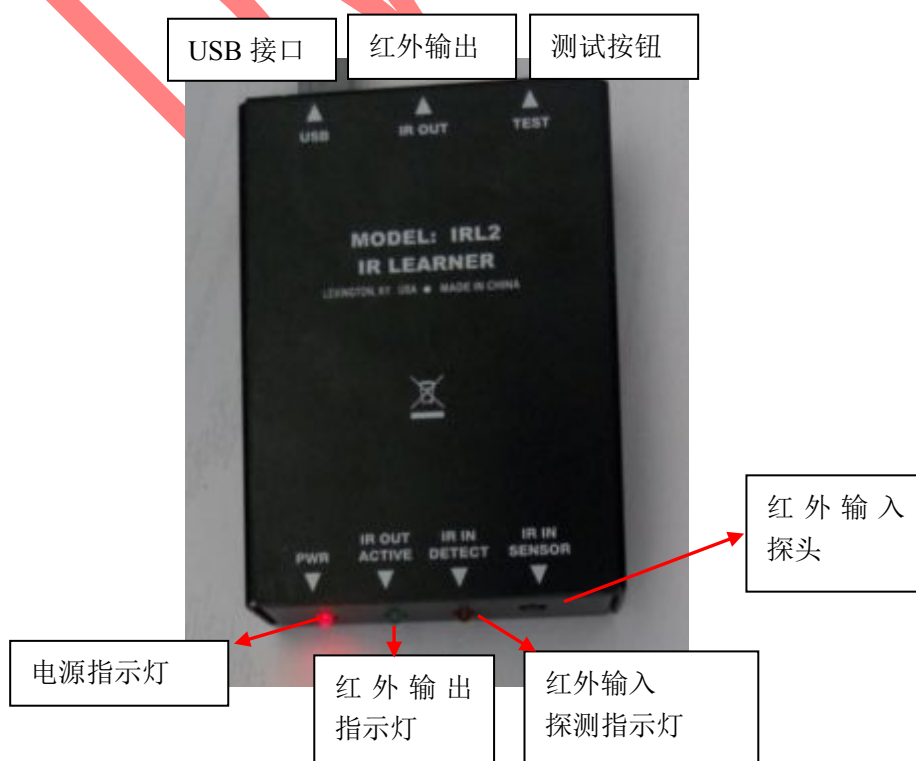 USB 接口
红外输出
测试按钮
USB
IR OUT
TEST
MODEL: IRL2
IR LEARNER
LEXINGTON, KY USA ● MADE IN CHINA
PWR
IR OUT
ACTIVE
IR IN
DETECT
IR IN
SENSOR
红外输入
探头
电源指示灯
红外输出
指示灯
红外输入
探测指示灯